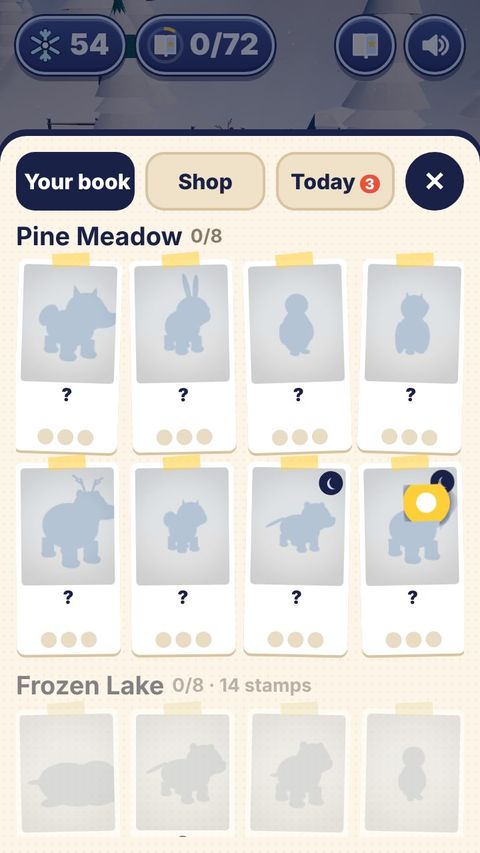 54
0/72
Your book
Shop
Today 3
Pine Meadow 0/8
? ? ? ?
? ? ? ?
Frozen Lake 0/8 · 14 stamps